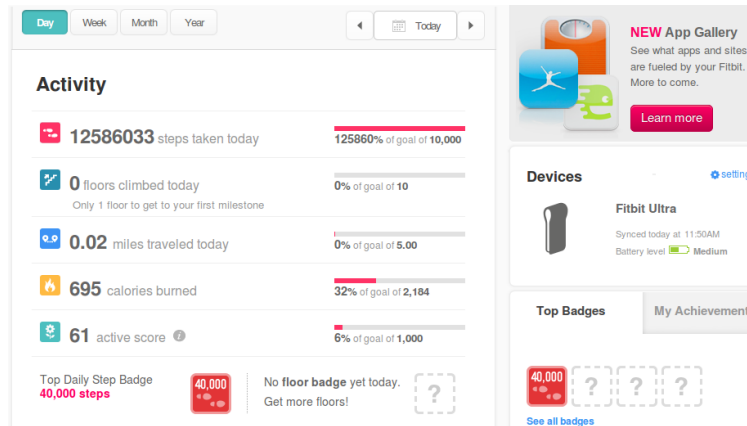 Day Week Month Year
Today
Activity
12586033 steps taken today
125860% of goal of 10,000
0 floors climbed today
Only 1 floor to get to your first milestone
0% of goal of 10
0.02 miles traveled today
0% of goal of 5.00
695 calories burned
32% of goal of 2,184
61 active score
6% of goal of 1,000
Top Daily Step Badge
40,000 steps
40,000
No floor badge yet today.
Get more floors!
?
NEW App Gallery
See what apps and sites
are fueled by your Fitbit.
More to come.
Learn more
Devices
setting
Fitbit Ultra
Synced today at 11:50AM
Battery level Medium
Top Badges
My Achievement
40,000 ? ? ?
See all badges